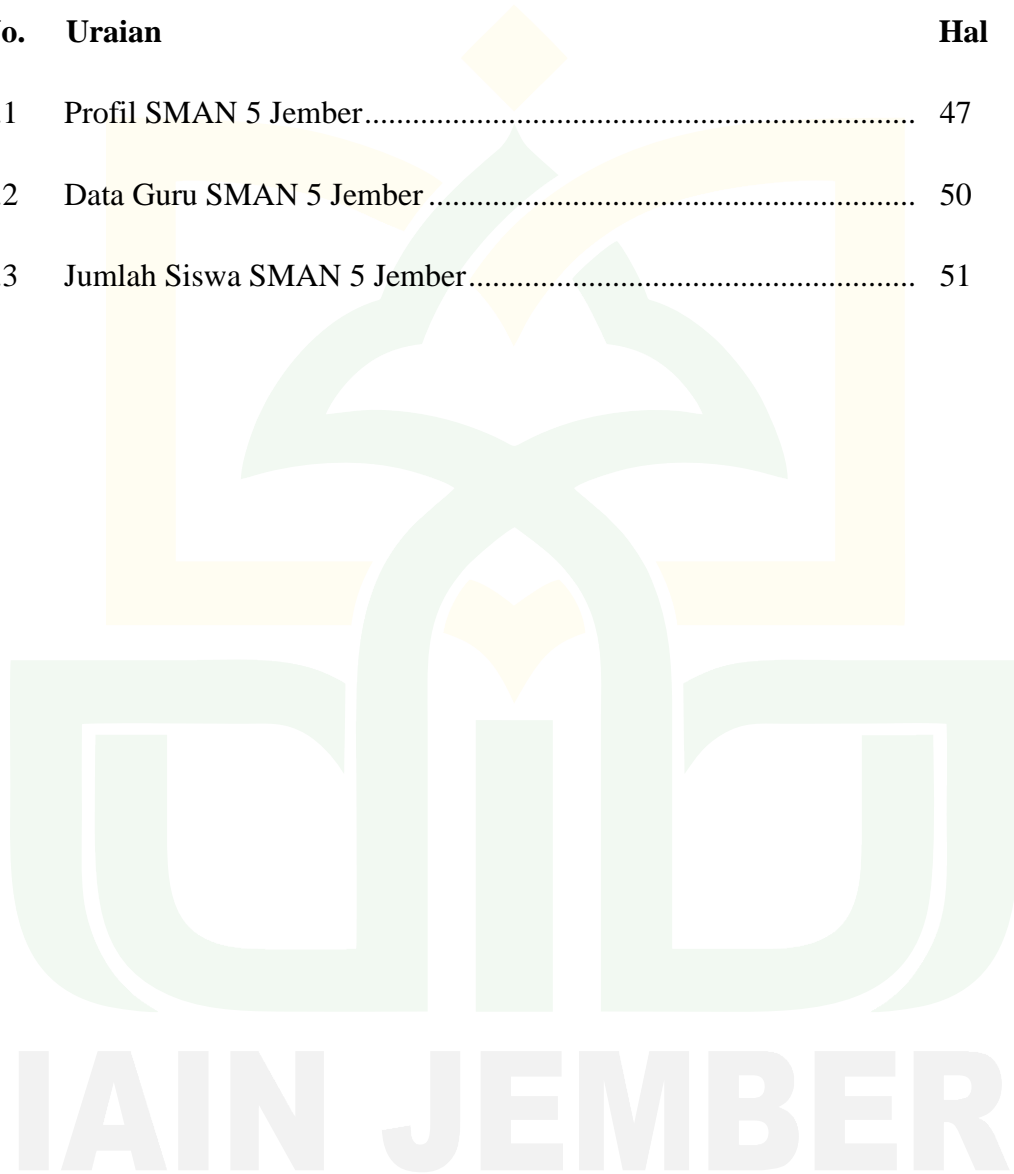 o. Uraian Hal
.1 Profil SMAN 5 Jember..................................................................... 47
.2 Data Guru SMAN 5 Jember ............................................................. 50
.3 Jumlah Siswa SMAN 5 Jember........................................................ 51
IAIN JEMBER